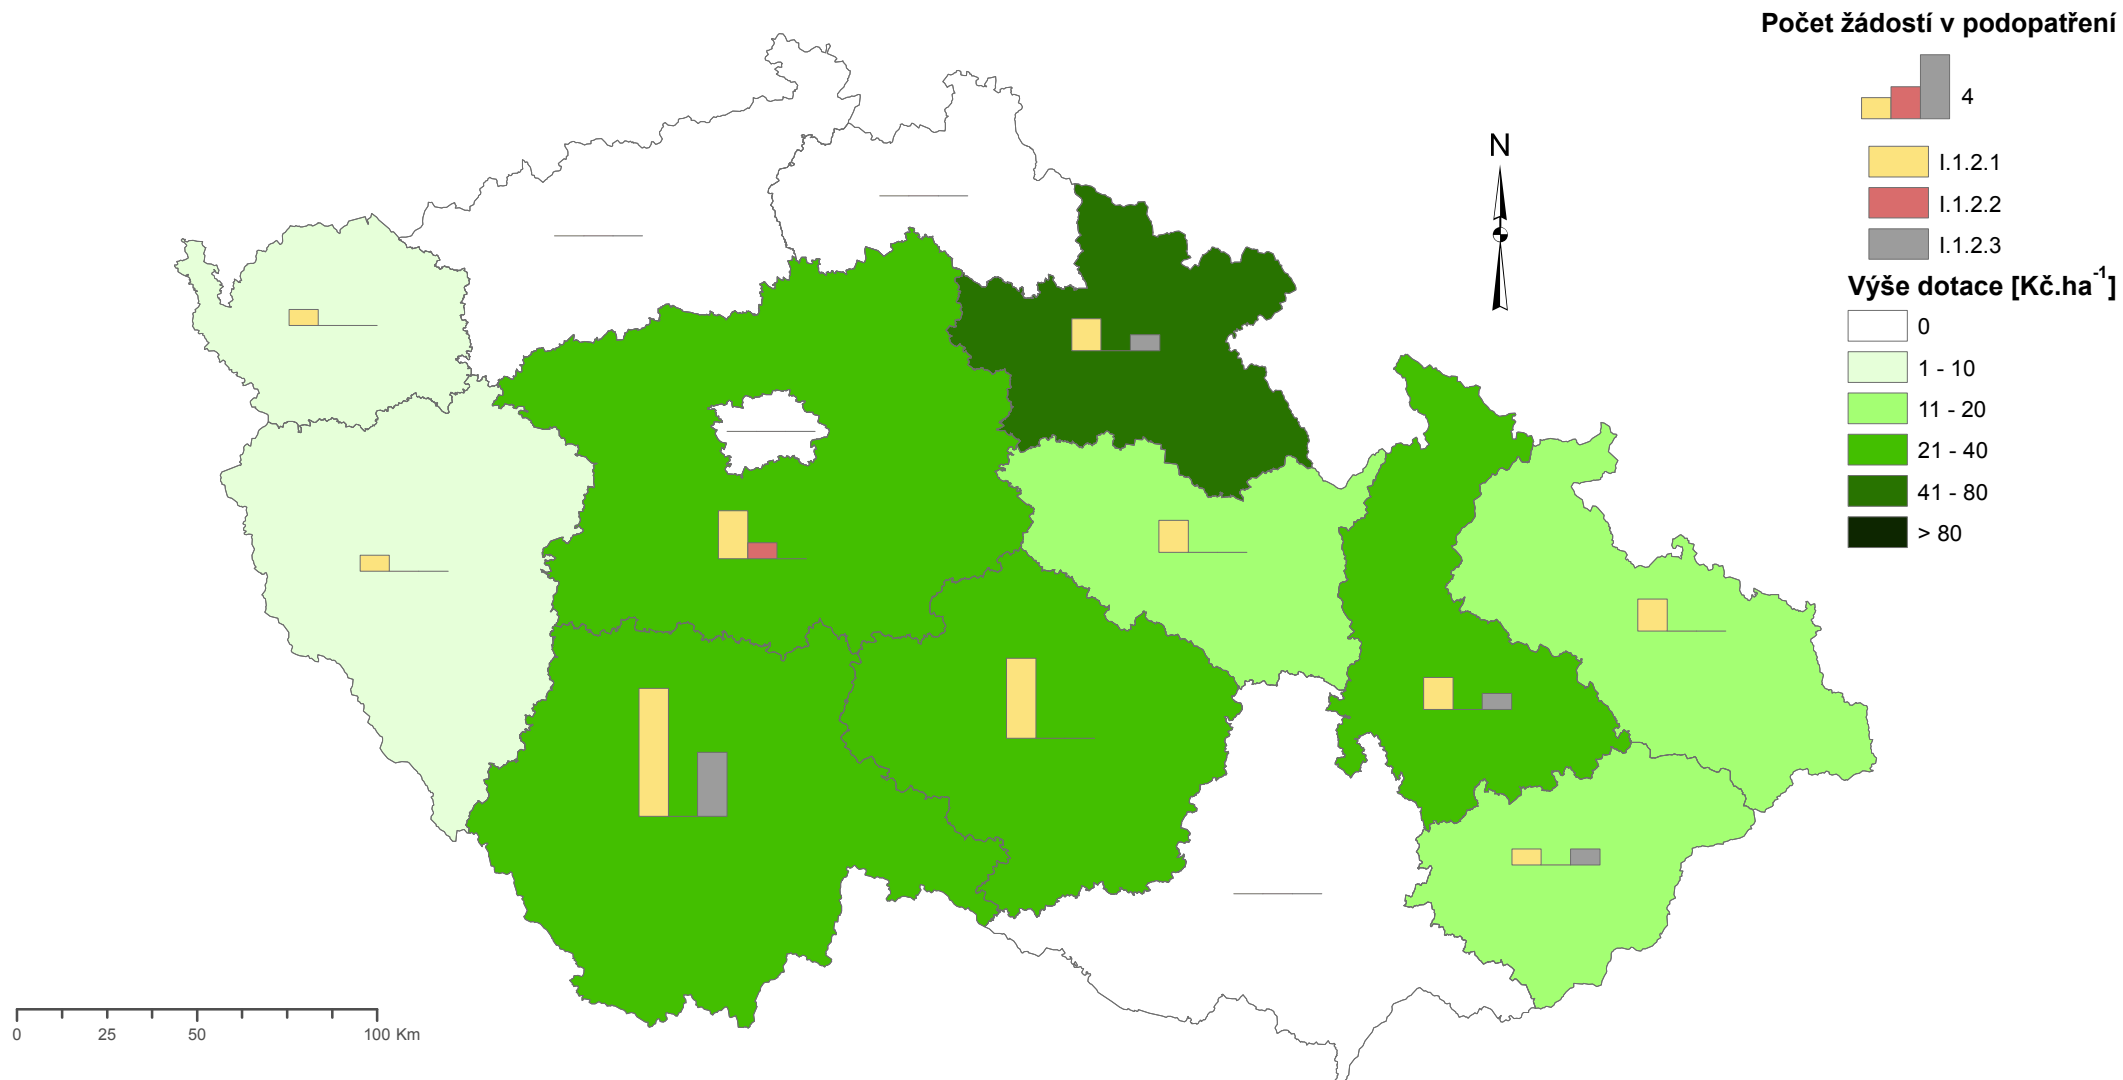 Počet žádostí v podopatření
4
I.1.2.1
I.1.2.2
I.1.2.3
Výše dotace [Kč.ha-1]
0
1 - 10
11 - 20
21 - 40
41 - 80
> 80
N
0 25 50 100 Km